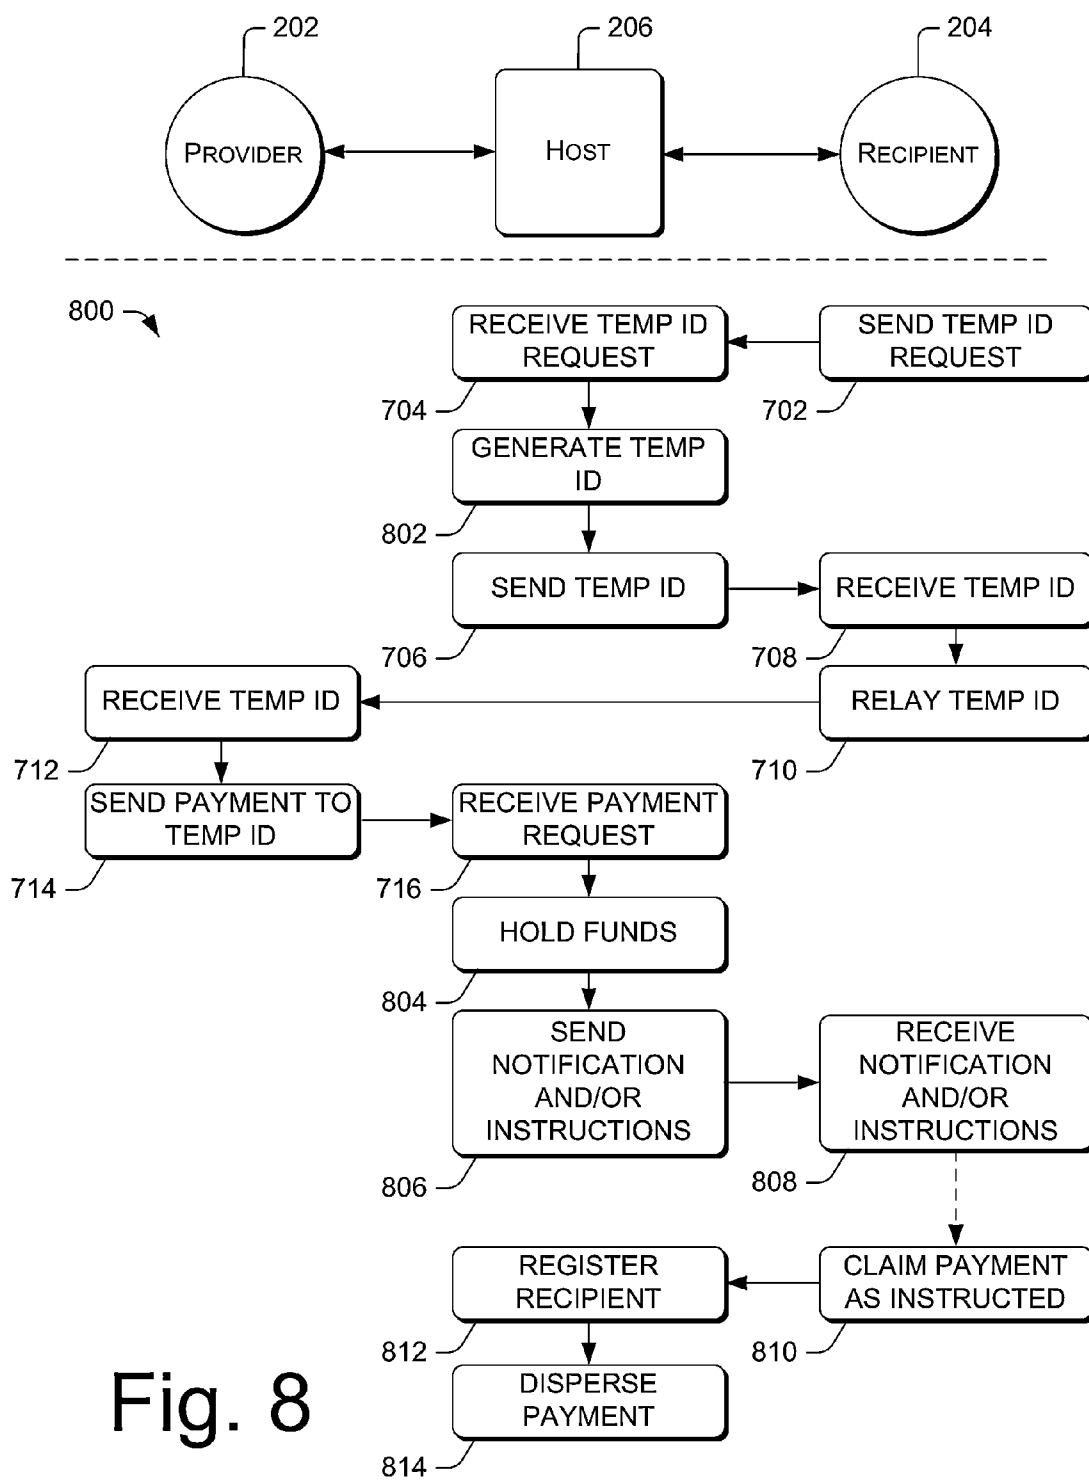 202
206
204
PROVIDER
HOST
RECIPIENT
800
RECEIVE TEMP ID
REQUEST
SEND TEMP ID
REQUEST
704
702
GENERATE TEMP
ID
802
SEND TEMP ID
RECEIVE TEMP ID
706
708
RECEIVE TEMP ID
RELAY TEMP ID
712
710
SEND PAYMENT TO
TEMP ID
RECEIVE PAYMENT
REQUEST
714
716
HOLD FUNDS
804
SEND
NOTIFICATION
AND/OR
INSTRUCTIONS
RECEIVE
NOTIFICATION
AND/OR
INSTRUCTIONS
806
808
REGISTER
RECIPIENT
CLAIM PAYMENT
AS INSTRUCTED
812
810
DISPERSE
PAYMENT
814
Fig. 8